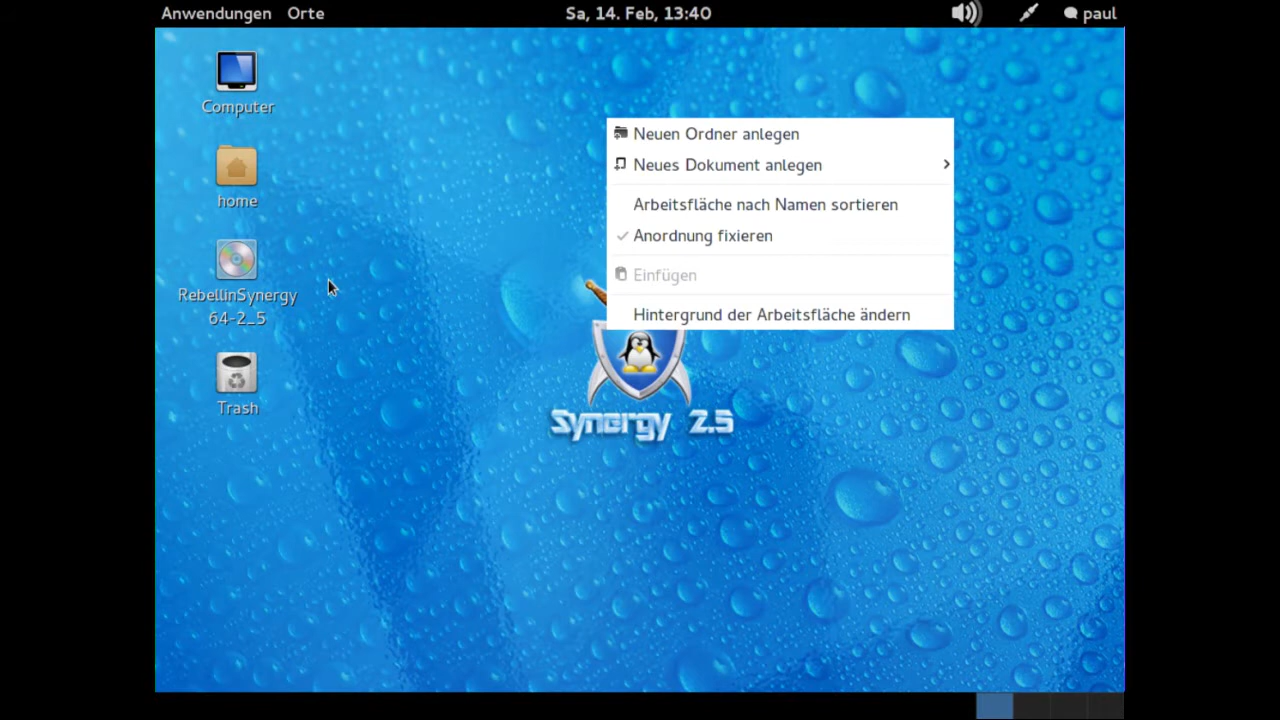 Anwendungen Orte Sa, 14. Feb, 13:40 paul
Computer
home
RebellinSynergy
64-2_5
Trash
Neuen Ordner anlegen
Neues Dokument anlegen
Arbeitsfläche nach Namen sortieren
Anordnung fixieren
Einfügen
Hintergrund der Arbeitsfläche ändern
Synergy 2.5